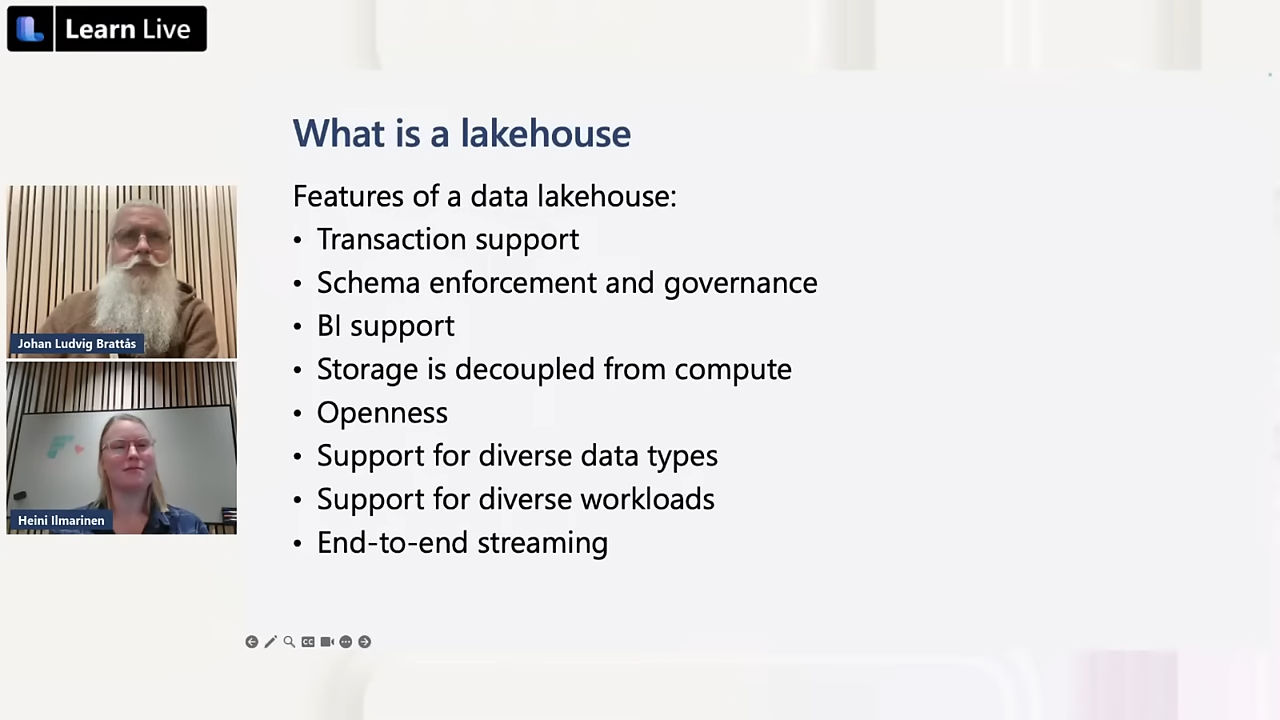 Learn Live
What is a lakehouse
Features of a data lakehouse:
• Transaction support
• Schema enforcement and governance
• BI support
• Storage is decoupled from compute
• Openness
• Support for diverse data types
• Support for diverse workloads
• End-to-end streaming
Johan Ludvig Brattås
Heini Ilmarinen
CC